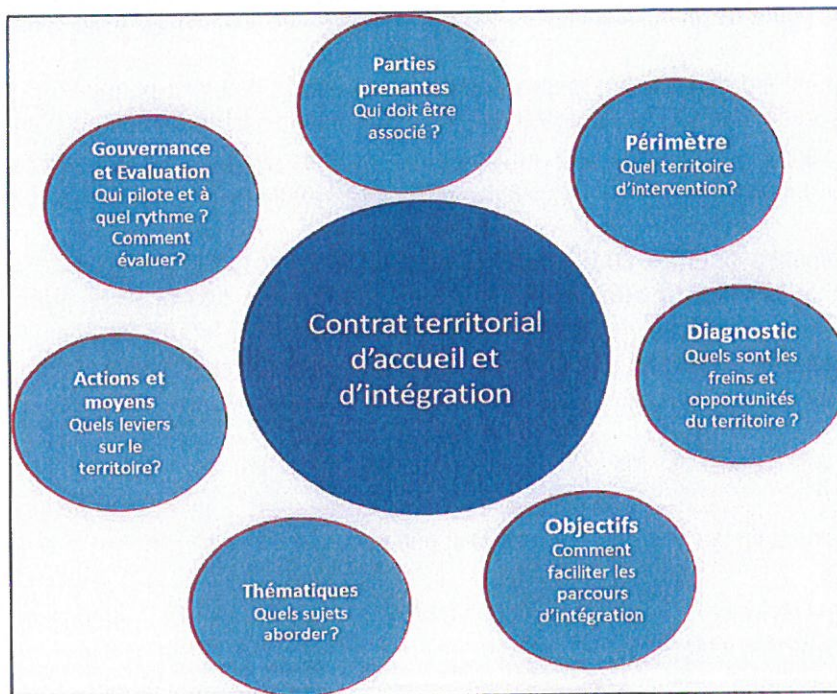 Parties
prenantes
Qui doit être
associé ?
Périmètre
Quel territoire
d'intervention?
Diagnostic
Quels sont les
freins et
opportunités
du territoire ?
Objectifs
Comment
faciliter les
parcours
d'intégration
Thématiques
Quels sujets
aborder ?
Actions et
moyens
Quels leviers
sur le
territoire?
Gouvernance
et Evaluation
Qui pilote et à
quel rythme ?
Comment
évaluer?
Contrat territorial
d'accueil et
d'intégration